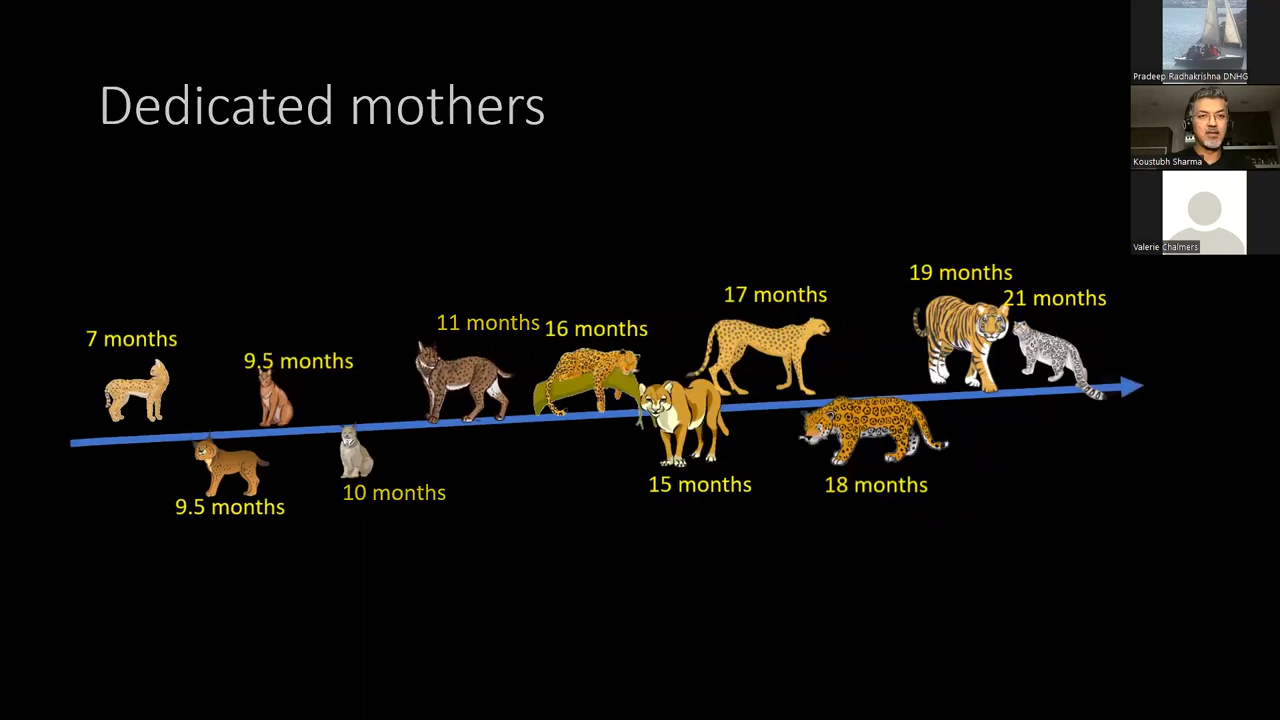 Dedicated mothers
7 months
9.5 months
9.5 months
10 months
11 months
16 months
15 months
17 months
18 months
19 months
21 months
Pradeep Radhakrishna DNHG
Koustubh Sharma
Valerie Chalmers